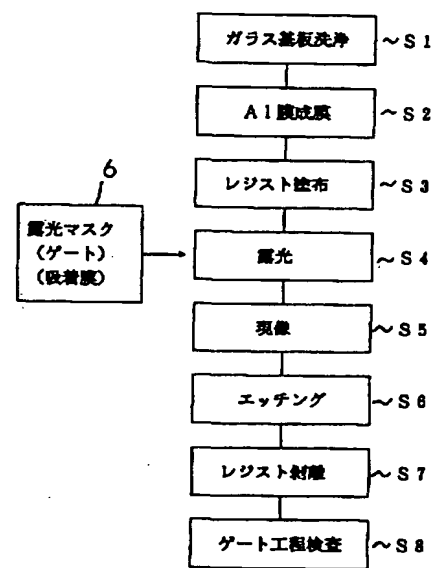 ガラス基板洗浄 ～S1
Al膜成膜 ～S2
レジスト塗布 ～S3
6
露光マスク
(ゲート)
(吸着膜)
露光 ～S4
現像 ～S5
エッチング ～S6
レジスト剥離 ～S7
ゲート工程検査 ～S8